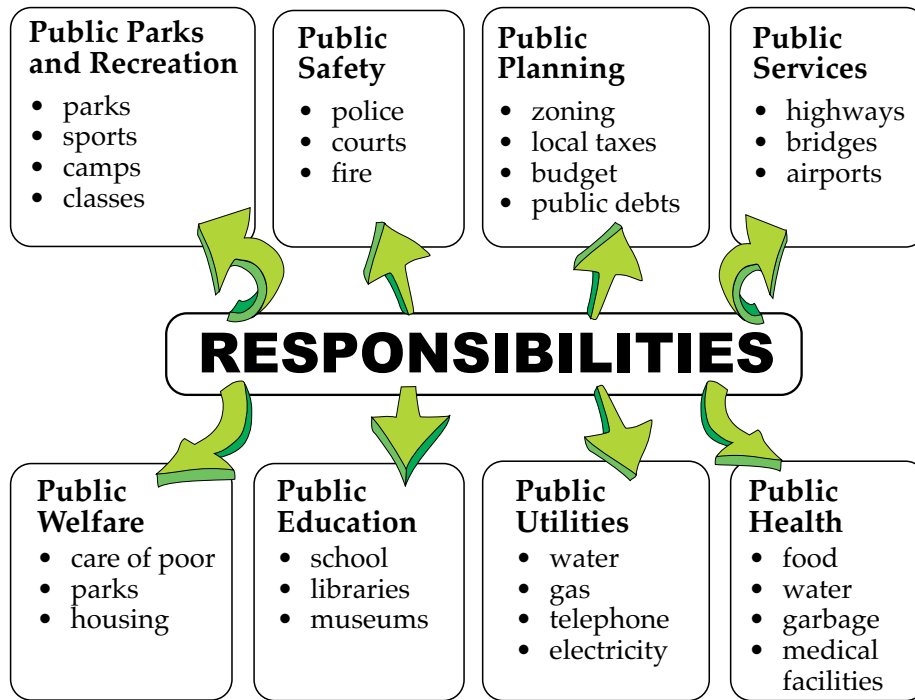 Public Parks
and Recreation
• parks
• sports
• camps
• classes
Public
Safety
• police
• courts
• fire
Public
Planning
• zoning
• local taxes
• budget
• public debts
Public
Services
• highways
• bridges
• airports
RESPONSIBILITIES
Public
Welfare
• care of poor
• parks
• housing
Public
Education
• school
• libraries
• museums
Public
Utilities
• water
• gas
• telephone
• electricity
Public
Health
• food
• water
• garbage
• medical
facilities